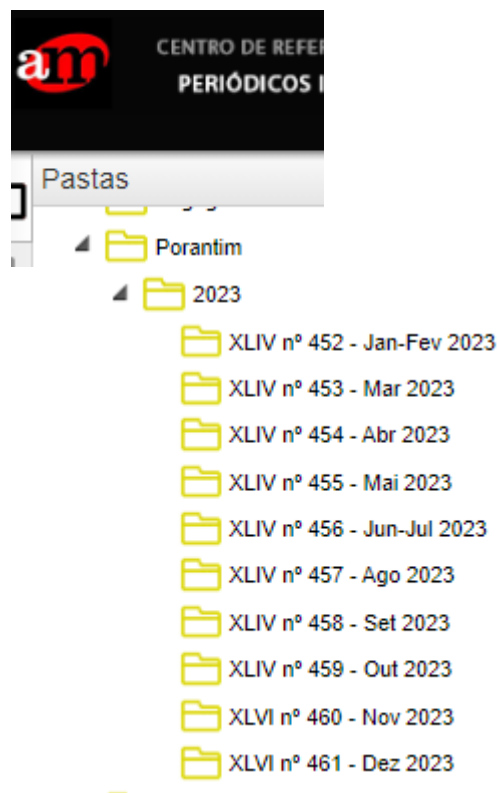 am
CENTRO DE REFER
PERIÓDICOS I
Pastas
Porantim
2023
XLIV nº 452 - Jan-Fev 2023
XLIV nº 453 - Mar 2023
XLIV nº 454 - Abr 2023
XLIV nº 455 - Mai 2023
XLIV nº 456 - Jun-Jul 2023
XLIV nº 457 - Ago 2023
XLIV nº 458 - Set 2023
XLIV nº 459 - Out 2023
XLVI nº 460 - Nov 2023
XLVI nº 461 - Dez 2023